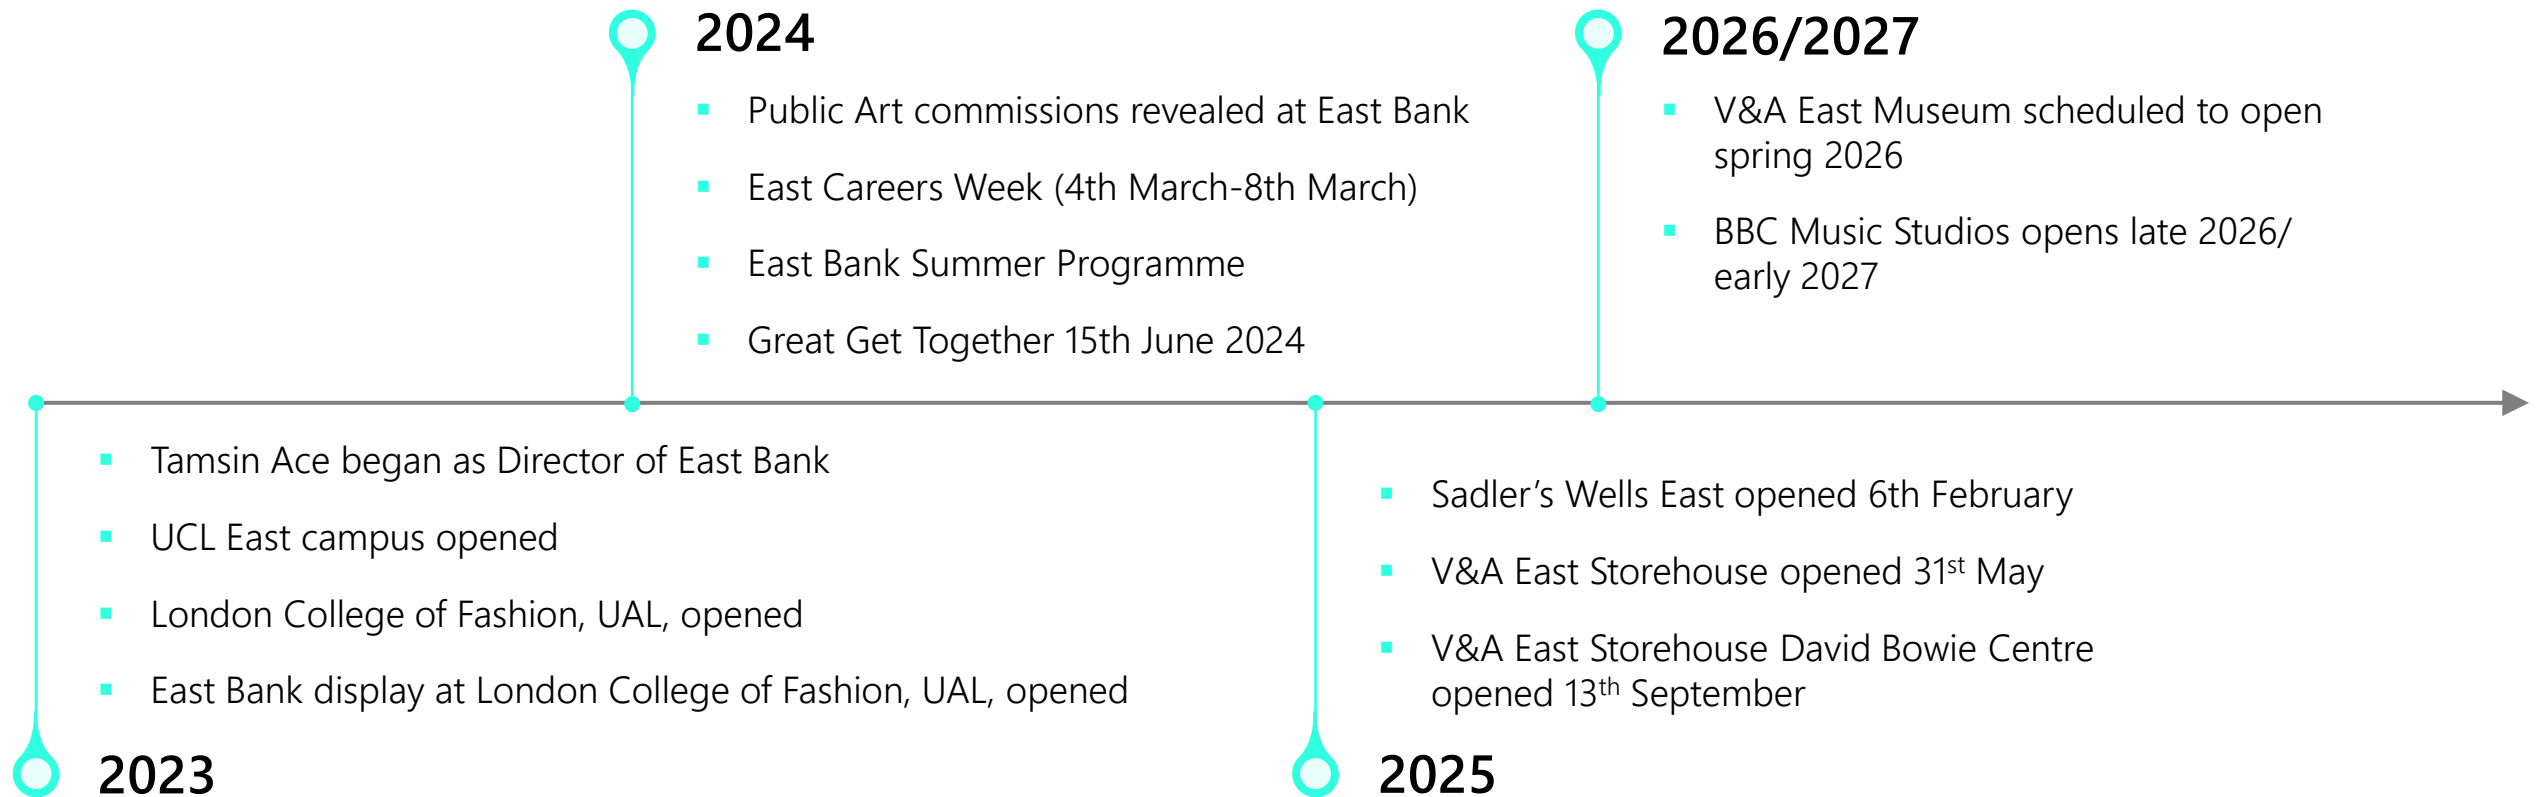 2024
Public Art commissions revealed at East Bank
East Careers Week (4th March-8th March)
East Bank Summer Programme
Great Get Together 15th June 2024
2026/2027
V&A East Museum scheduled to open
spring 2026
BBC Music Studios opens late 2026/
early 2027
Tamsin Ace began as Director of East Bank
UCL East campus opened
London College of Fashion, UAL, opened
East Bank display at London College of Fashion, UAL, opened
2023
Sadler’s Wells East opened 6th February
V&A East Storehouse opened 31st May
V&A East Storehouse David Bowie Centre
opened 13th September
2025